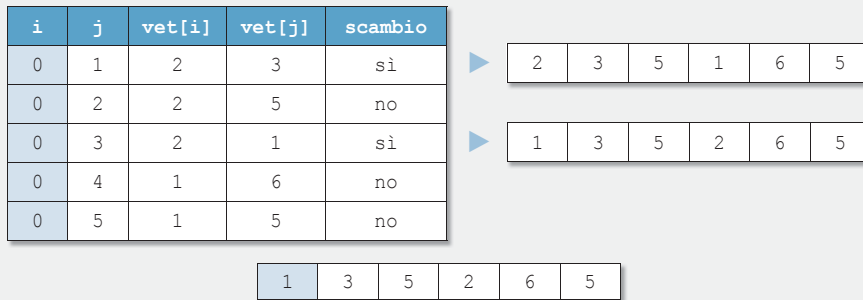 i j vet[i] vet[j] scambio
0 1 2 3 sì
2 3 5 1 6 5
0 2 2 5 no
0 3 2 1 sì
1 3 5 2 6 5
0 4 1 6 no
0 5 1 5 no
1 3 5 2 6 5